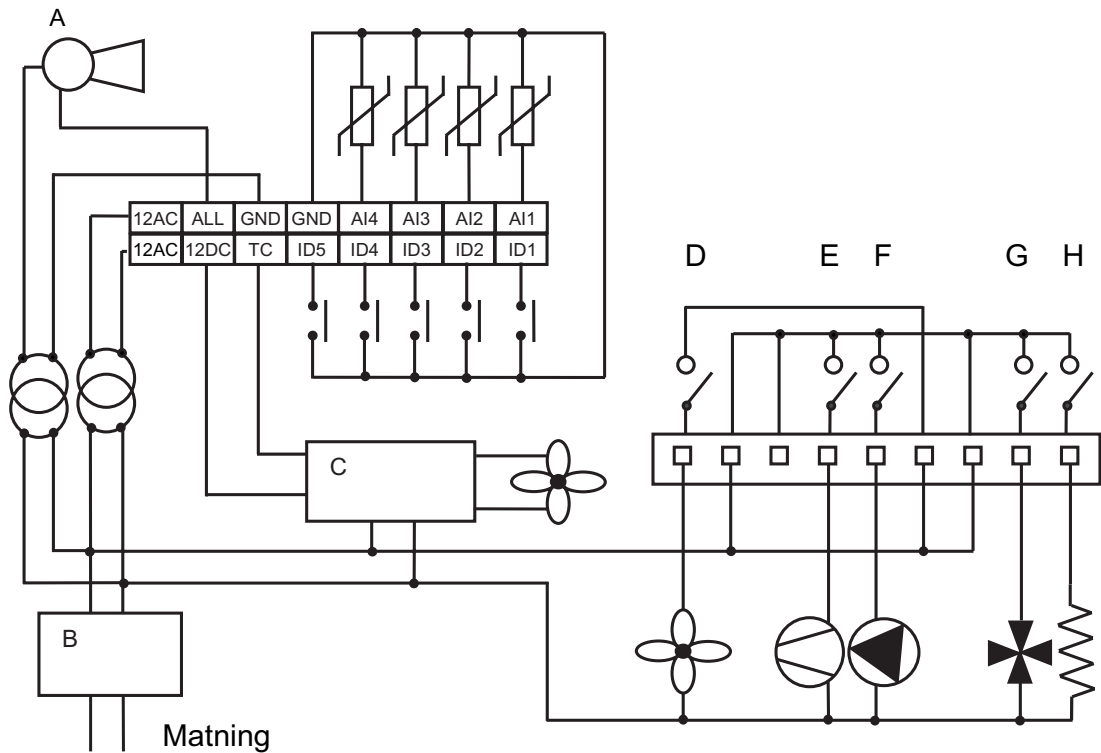 A
12AC ALL GND GND AI4 AI3 AI2 AI1
12AC 12DC TC ID5 ID4 ID3 ID2 ID1
D E F G H
C
B
Matning